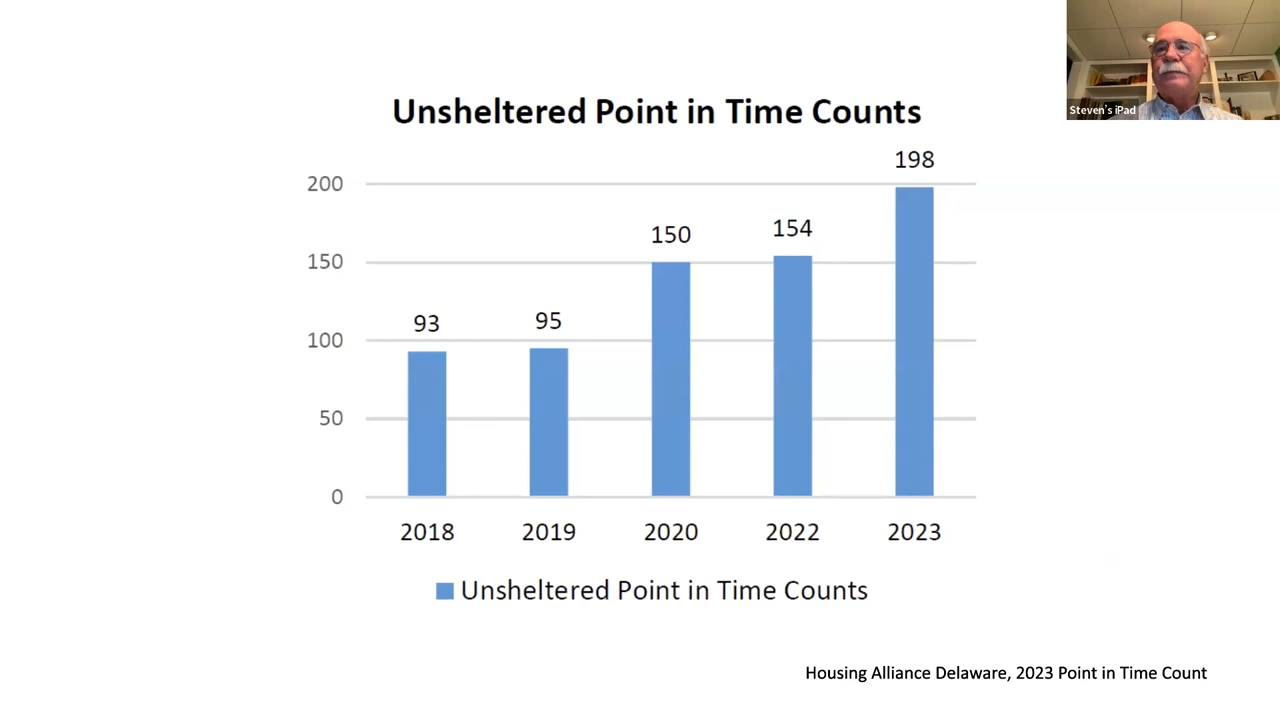 Steven's iPad
Unsheltered Point in Time Counts
198
200
154
150
150
95
93
100
50
0
2018 2019 2020 2022 2023
Unsheltered Point in Time Counts
Housing Alliance Delaware, 2023 Point in Time Count